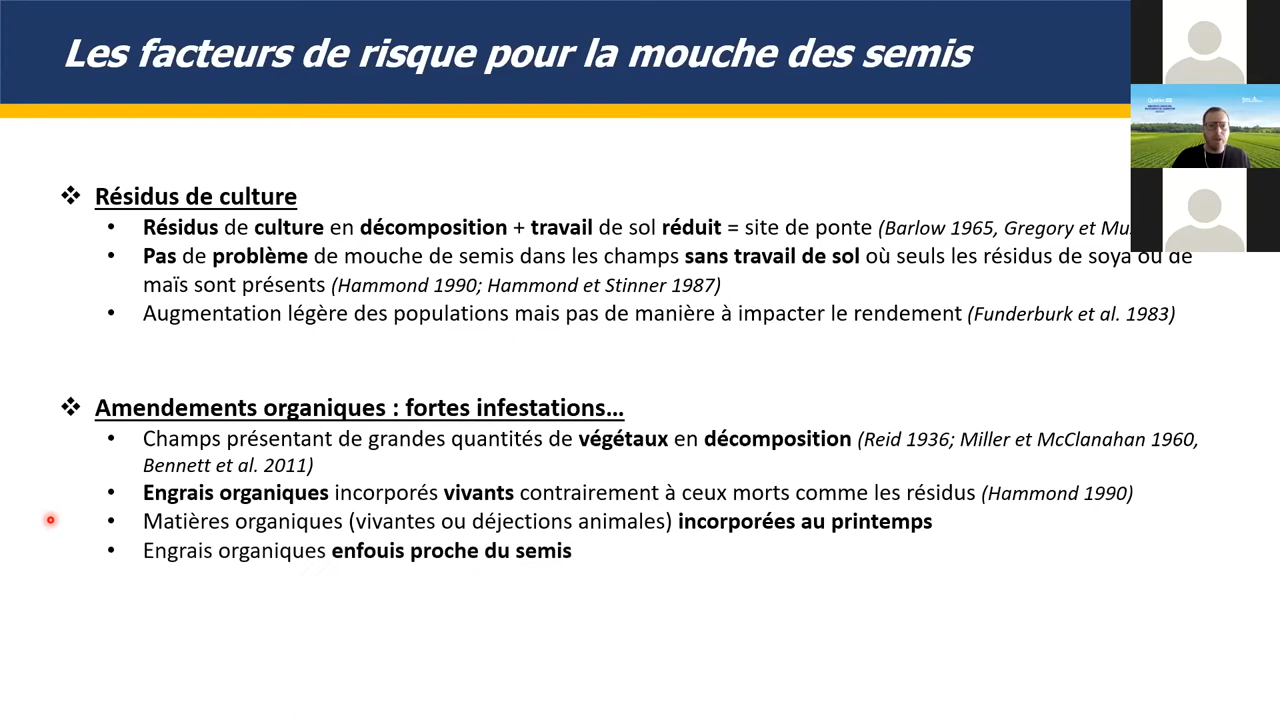 Les facteurs de risque pour la mouche des semis
Résidus de culture
Résidus de culture en décomposition + travail de sol réduit = site de ponte (Barlow 1965, Gregory et
Pas de problème de mouche de semis dans les champs sans travail de sol où seuls les résidus de soya ou de
maïs sont présents (Hammond 1990; Hammond et Stinner 1987)
Augmentation légère des populations mais pas de manière à impacter le rendement (Funderburk et al. 1983)
Amendements organiques : fortes infestations...
Champs présentant de grandes quantités de végétaux en décomposition (Reid 1936; Miller et McClanahan 1960,
Bennett et al. 2011)
Engrais organiques incorporés vivants contrairement à ceux morts comme les résidus (Hammond 1990)
Matières organiques (vivantes ou déjections animales) incorporées au printemps
Engrais organiques enfouis proche du semis